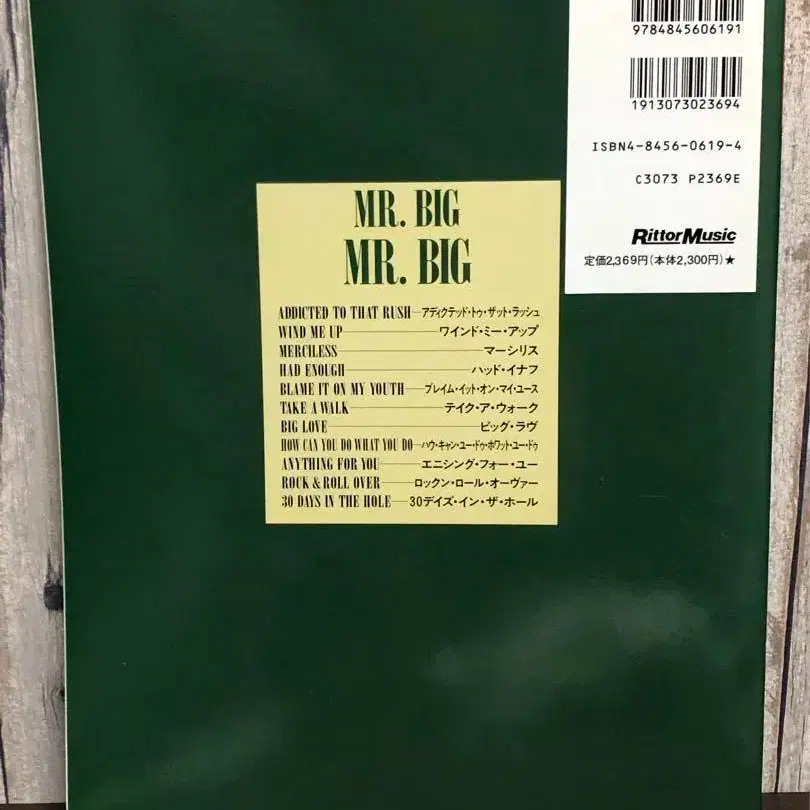 9784845606191
1913073023694
ISBN4-8456-0619-4
C3073 P2369E
RittorMusic
定価2,369円(本体2,300円)★
MR. BIG
MR. BIG
ADDICTED TO THAT RUSH—アディクテッド・トゥ・ザット・ラッシュ
WIND ME UP—ワインド・ミー・アップ
MERCILESS—マーシリス
HAD ENOUGH—ハッド・イナフ
BLAME IT ON MY YOUTH—ブレイム・イット・オン・マイ・ユース
TAKE A WALK—テイク・ア・ウォーク
BIG LOVE—ビッグ・ラヴ
HOW CAN YOU DO WHAT YOU DO—ハウ・キャン・ユー・ドゥ・ホワット・ユー・ドゥ
ANYTHING FOR YOU—エニシング・フォー・ユー
ROCK & ROLL OVER—ロックン・ロール・オーヴァー
30 DAYS IN THE HOLE—30デイズ・イン・ザ・ホール